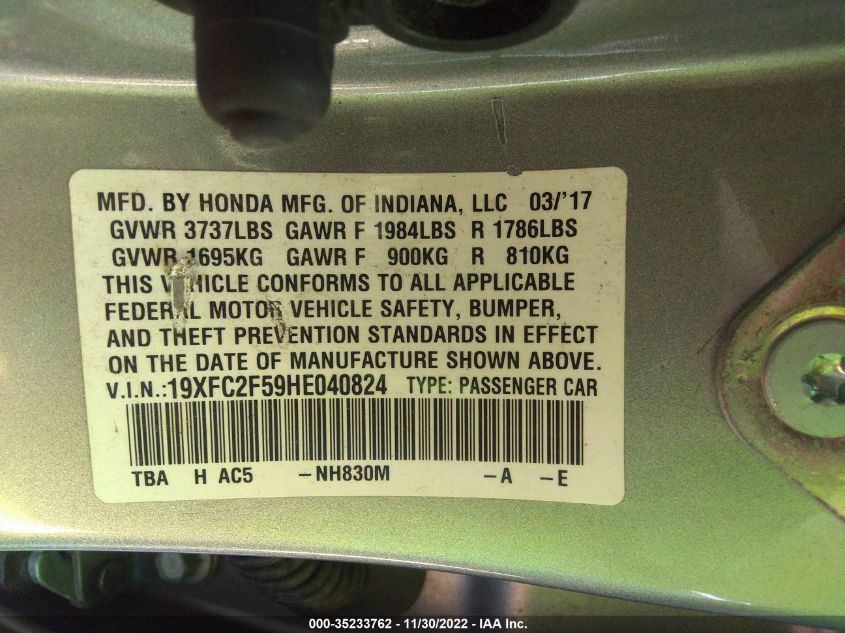 MFD. BY HONDA MFG. OF INDIANA, LLC 03/'17
GVWR 3737LBS GAWR F 1984LBS R 1786LBS
GVWR 1695KG GAWR F 900KG R 810KG
THIS VEHICLE CONFORMS TO ALL APPLICABLE
FEDERAL MOTOR VEHICLE SAFETY, BUMPER,
AND THEFT PREVENTION STANDARDS IN EFFECT
ON THE DATE OF MANUFACTURE SHOWN ABOVE.
V.I.N.:19XFC2F59HE040824 TYPE: PASSENGER CAR
TBA H AC5 –NH830M –A –E
000-35233762 - 11/30/2022 - IAA Inc.